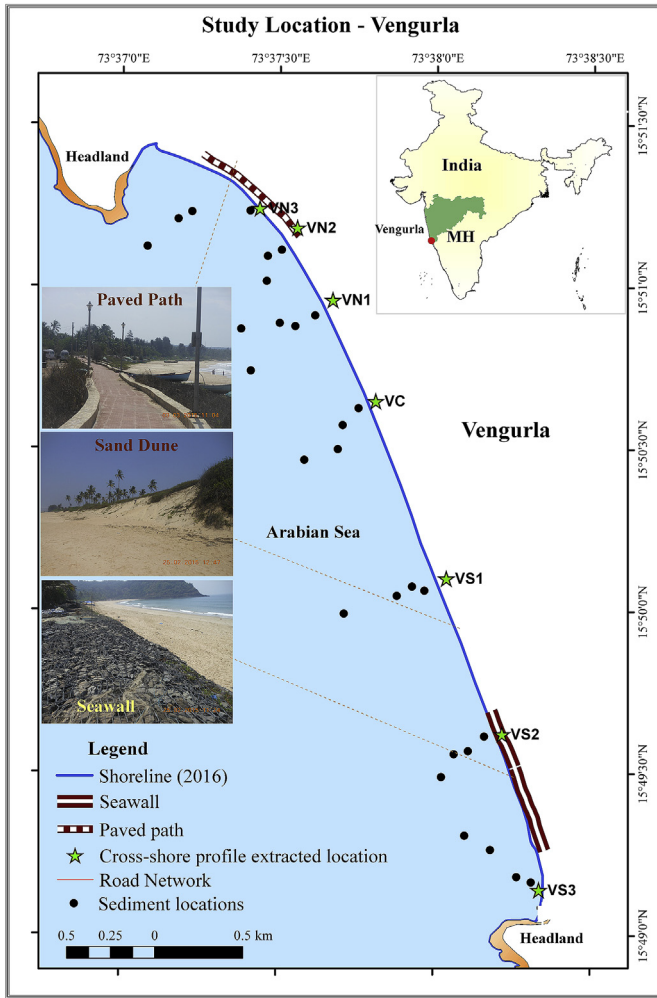 Study Location - Vengurla
73°37'0"E
73°37'30"E
73°38'0"E
73°38'30"E
Headland
India
Vengurla
MH
15°51'30"N
VN3
VN2
15°51'0"N
VN1
Paved Path
VC
Vengurla
15°50'30"N
Sand Dune
Arabian Sea
VS1
15°50'0"N
Seawall
VS2
15°49'30"N
Legend
Shoreline (2016)
Seawall
Paved path
Cross-shore profile extracted location
Road Network
Sediment locations
VS3
0.5 0.25 0 0.5 km
Headland
15°49'0"N